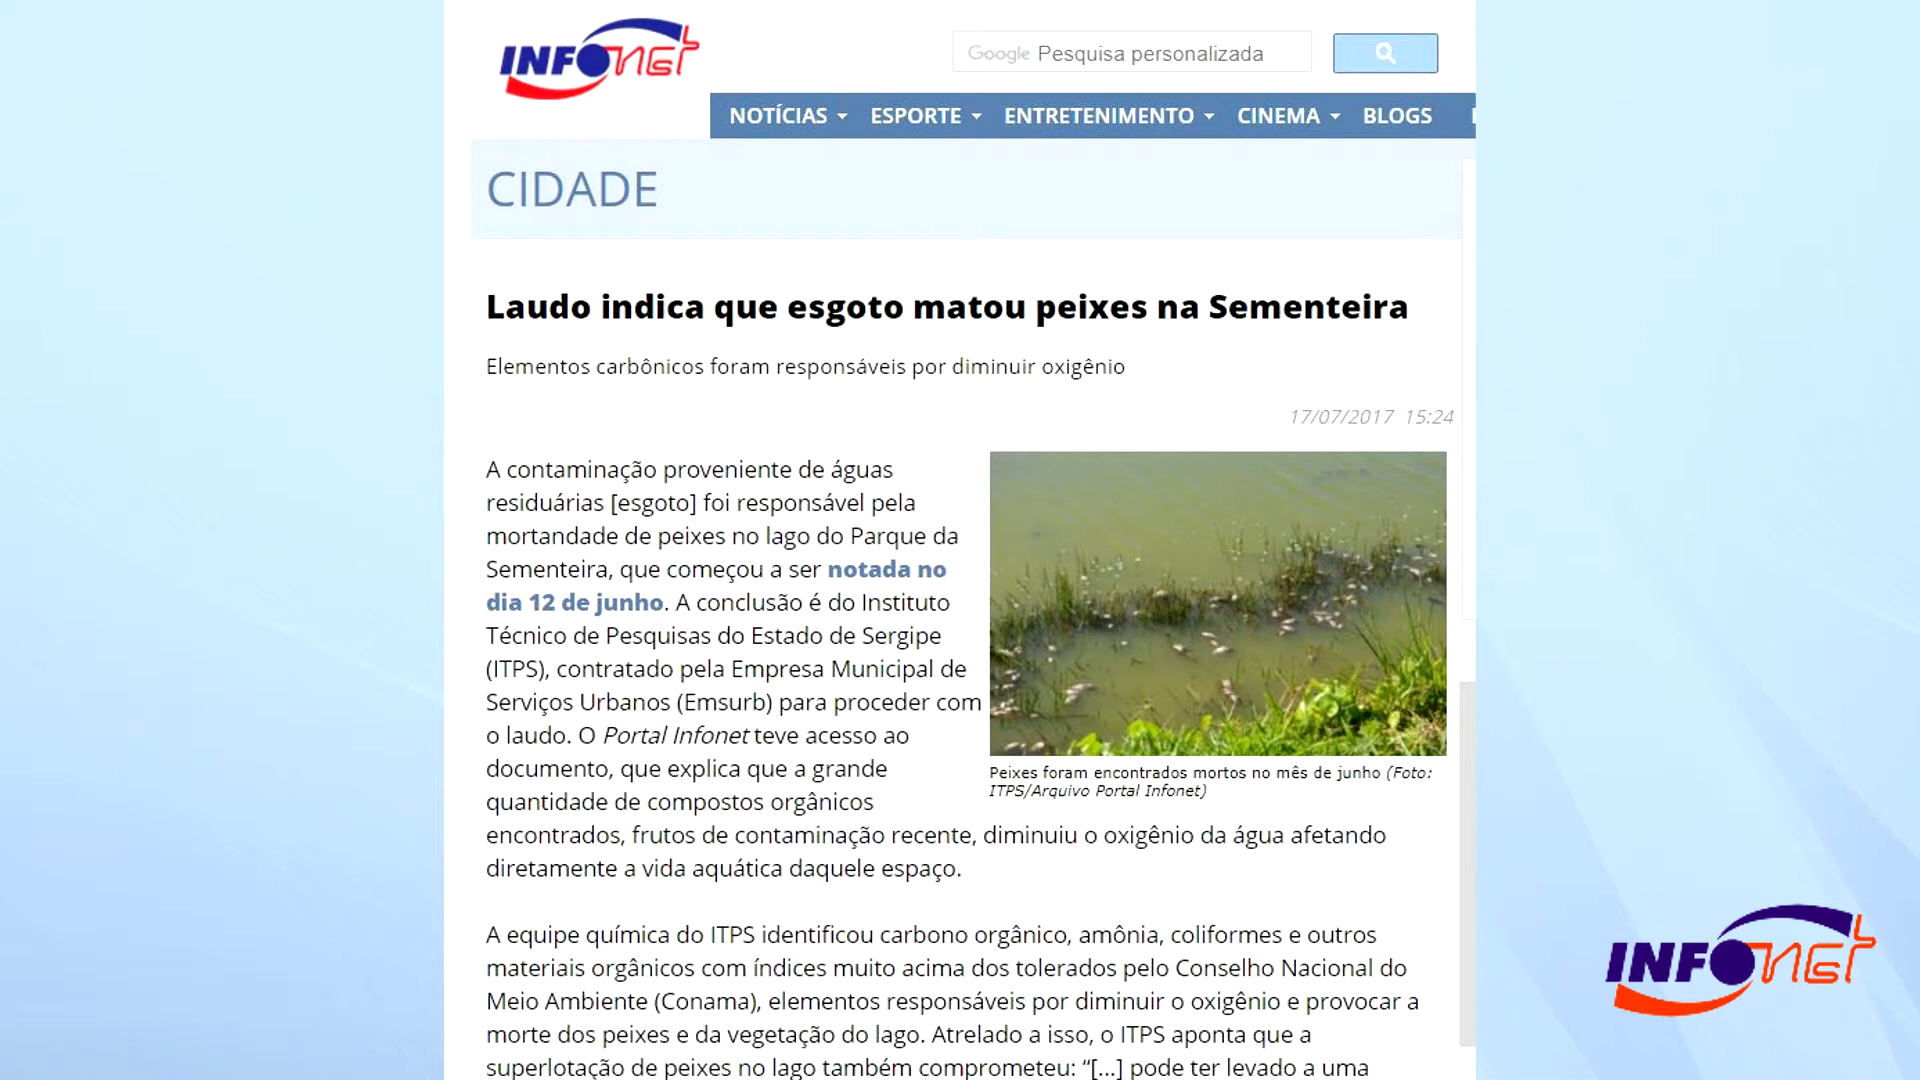 INFONET
Google Pesquisa personalizada
NOTÍCIAS ESPORTE ENTRETENIMENTO CINEMA BLOGS
CIDADE
Laudo indica que esgoto matou peixes na Sementeira
Elementos carbônicos foram responsáveis por diminuir oxigênio
17/07/2017 15:24
A contaminação proveniente de águas
residuárias [esgoto] foi responsável pela
mortandade de peixes no lago do Parque da
Sementeira, que começou a ser notada no
dia 12 de junho. A conclusão é do Instituto
Técnico de Pesquisas do Estado de Sergipe
(ITPS), contratado pela Empresa Municipal de
Serviços Urbanos (Emsurb) para proceder com
o laudo. O Portal Infonet teve acesso ao
documento, que explica que a grande
quantidade de compostos orgânicos
encontrados, frutos de contaminação recente, diminuiu o oxigênio da água afetando
diretamente a vida aquática daquele espaço.
Peixes foram encontrados mortos no mês de junho (Foto:
ITPS/Arquivo Portal Infonet)
A equipe química do ITPS identificou carbono orgânico, amônia, coliformes e outros
materiais orgânicos com índices muito acima dos tolerados pelo Conselho Nacional do
Meio Ambiente (Conama), elementos responsáveis por diminuir o oxigênio e provocar a
morte dos peixes e da vegetação do lago. Atrelado a isso, o ITPS aponta que a
superlotação de peixes no lago também comprometeu: “[...] pode ter levado a uma
INFONET